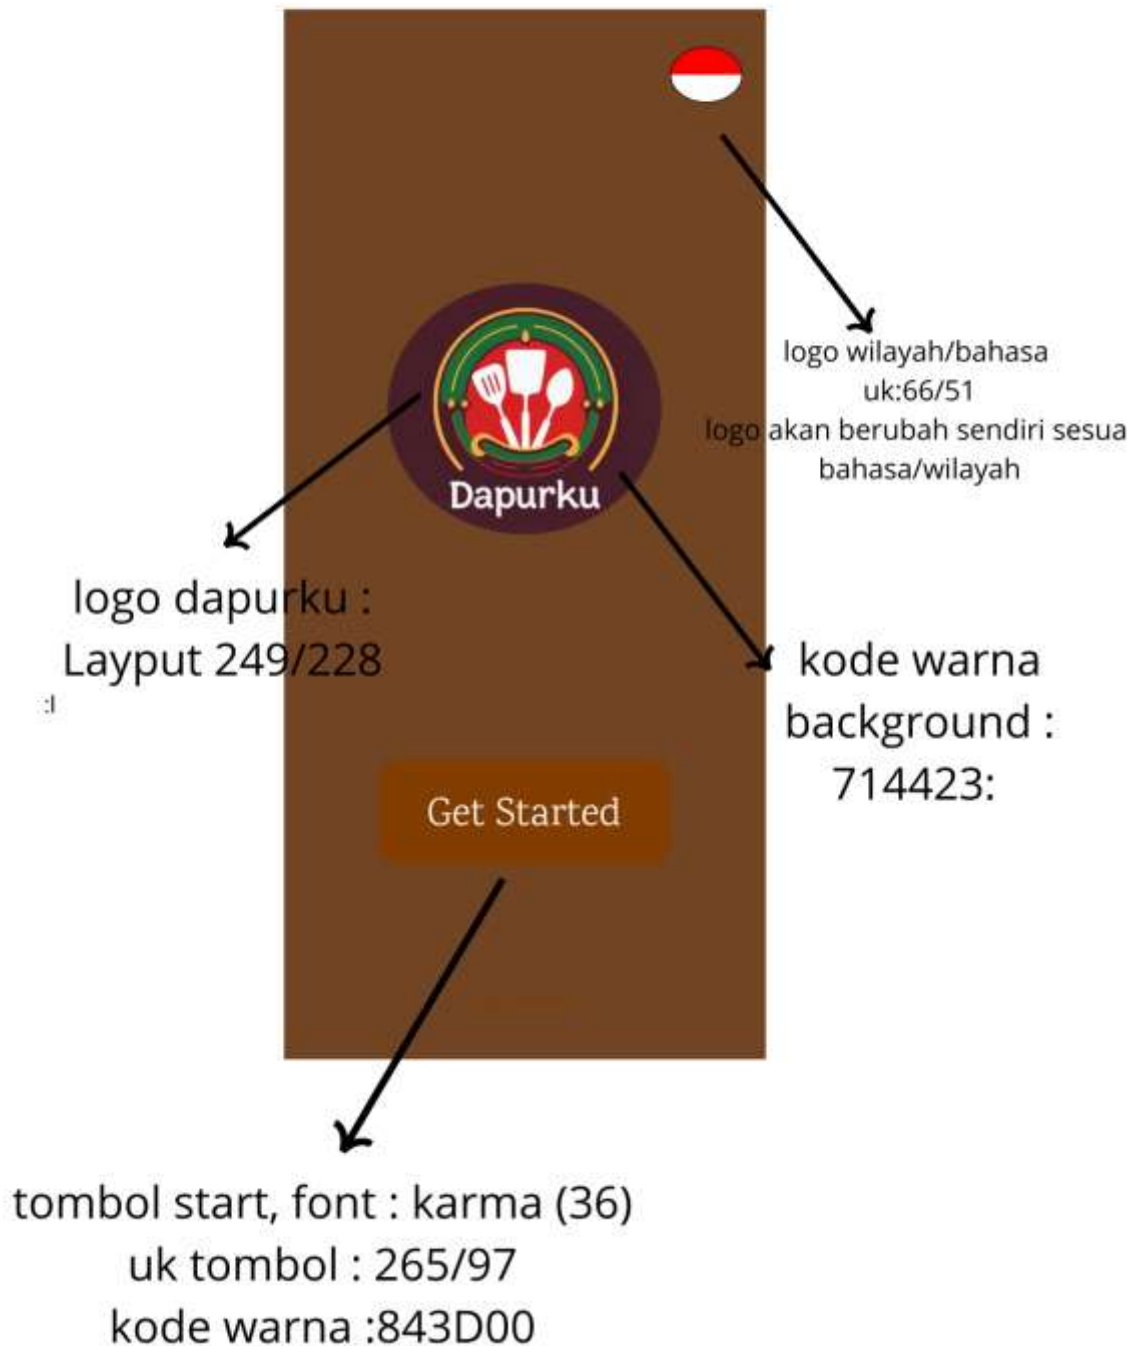 logo wilayah/bahasa
uk:66/51
logo akan berubah sendiri sesua
bahasa/wilayah
Dapurku
logo dapurku :
Layput 249/228
:l
kode warna
background :
714423:
Get Started
tombol start, font : karma (36)
uk tombol : 265/97
kode warna :843D00